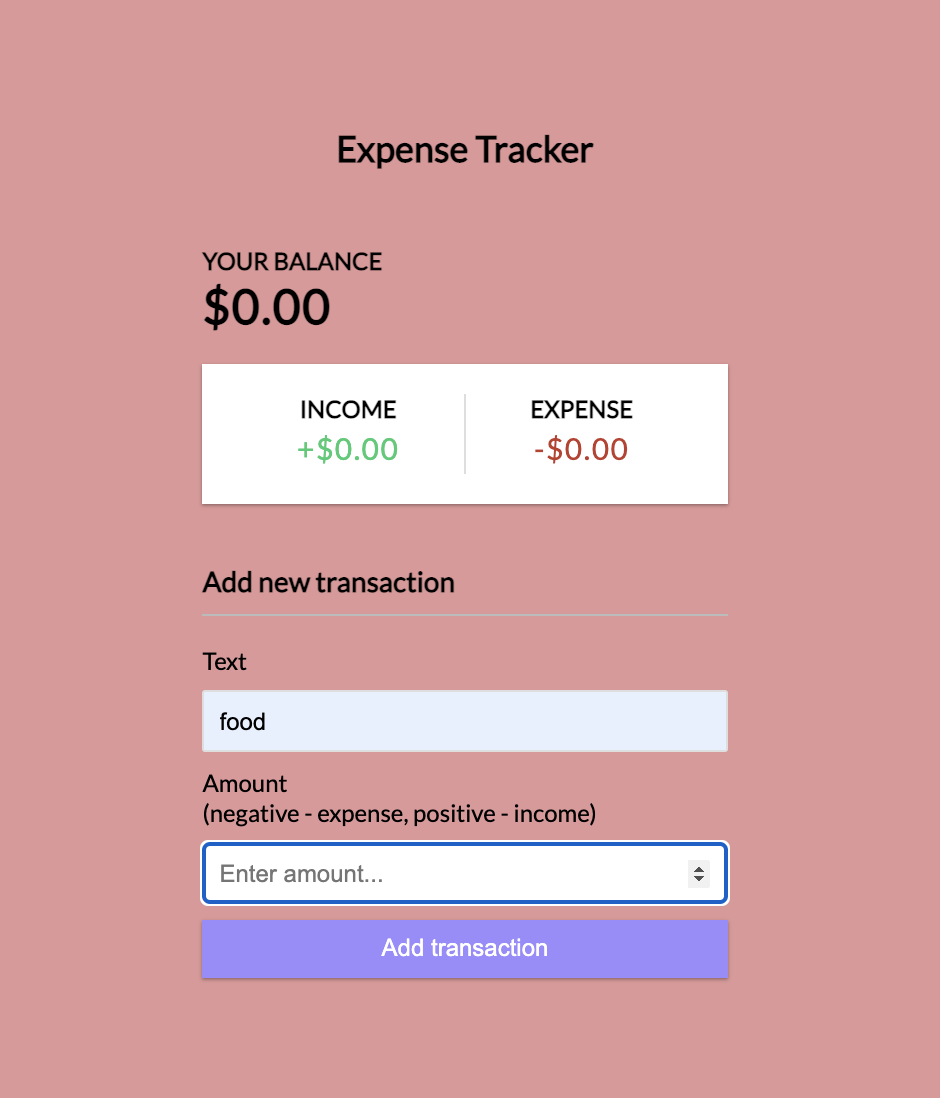 Expense Tracker
YOUR BALANCE
$0.00
INCOME
EXPENSE
+$0.00
-$0.00
Add new transaction
Text
food
Amount
(negative - expense, positive - income)
Enter amount...
Add transaction